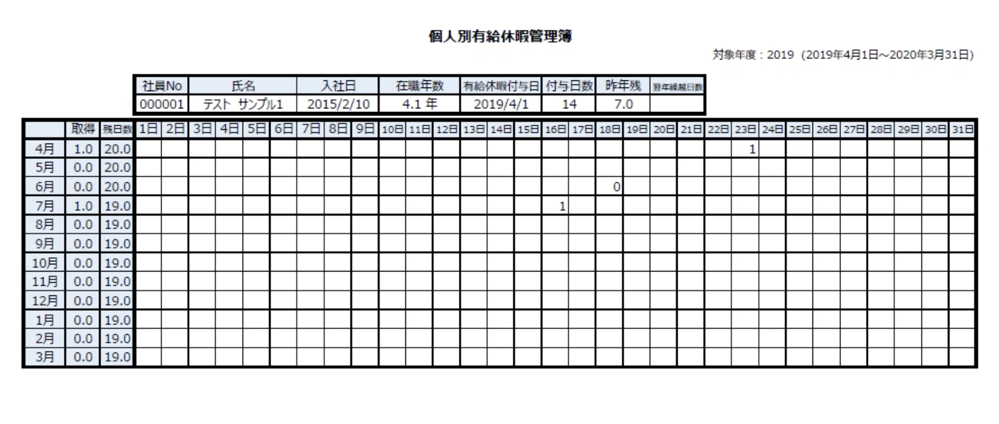 個人別有給休暇管理簿
対象年度：2019 (2019年4月1日～2020年3月31日)
社員No 氏名 入社日 在職年数 有給休暇付与日 付与日数 昨年残 翌年繰越日数
000001 テスト サンプル1 2015/2/10 4.1 年 2019/4/1 14 7.0
取得 残日数 1日 2日 3日 4日 5日 6日 7日 8日 9日 10日 11日 12日 13日 14日 15日 16日 17日 18日 19日 20日 21日 22日 23日 24日 25日 26日 27日 28日 29日 30日 31日
4月 1.0 20.0 1
5月 0.0 20.0
6月 0.0 20.0 0
7月 1.0 19.0 1
8月 0.0 19.0
9月 0.0 19.0
10月 0.0 19.0
11月 0.0 19.0
12月 0.0 19.0
1月 0.0 19.0
2月 0.0 19.0
3月 0.0 19.0